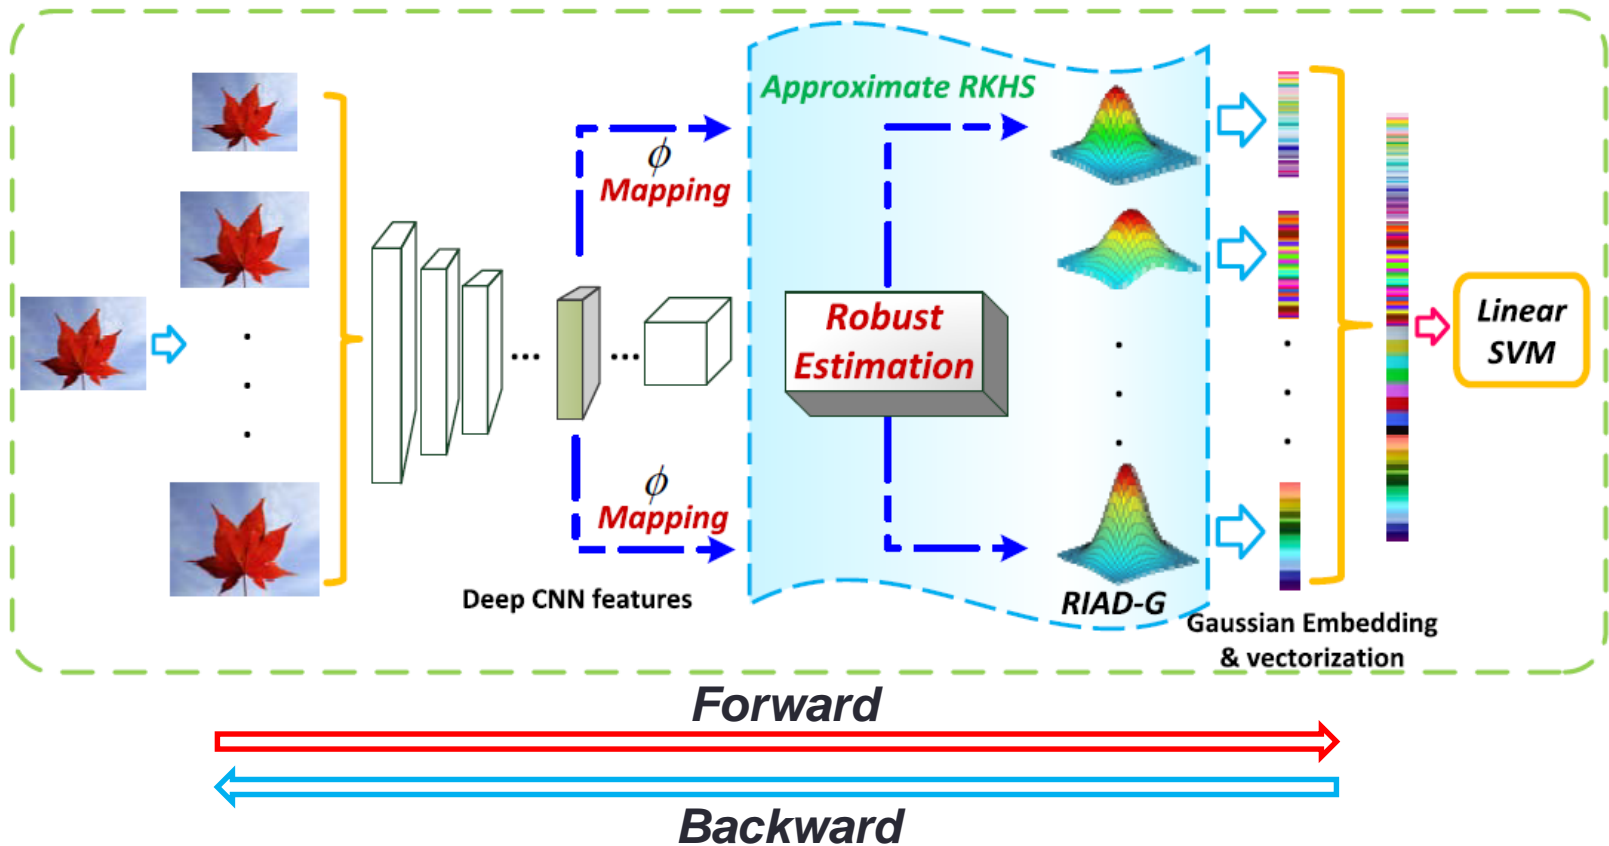 Approximate RKHS
ϕ
Mapping
Robust
Estimation
Linear
SVM
...
...
ϕ
Mapping
Deep CNN features
RIAD-G
Gaussian Embedding
& vectorization
Forward
Backward